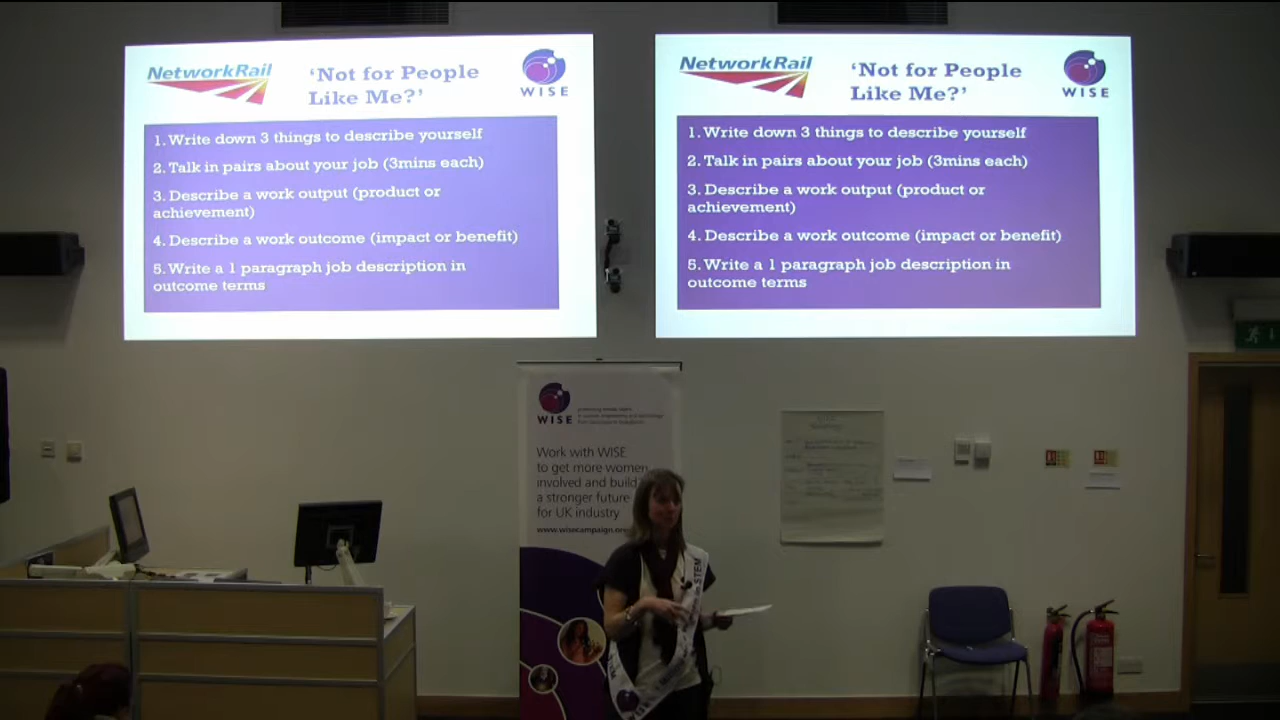 NetworkRail
'Not for People
Like Me?'
WISE
1. Write down 3 things to describe yourself
2. Talk in pairs about your job (3mins each)
3. Describe a work output (product or
achievement)
4. Describe a work outcome (impact or benefit)
5. Write a 1 paragraph job description in
outcome terms
NetworkRail
'Not for People
Like Me?'
WISE
1. Write down 3 things to describe yourself
2. Talk in pairs about your job (3mins each)
3. Describe a work output (product or
achievement)
4. Describe a work outcome (impact or benefit)
5. Write a 1 paragraph job description in
outcome terms
WISE
Work with WISE
to get more women
involved and build
a stronger future
for UK industry
STEM